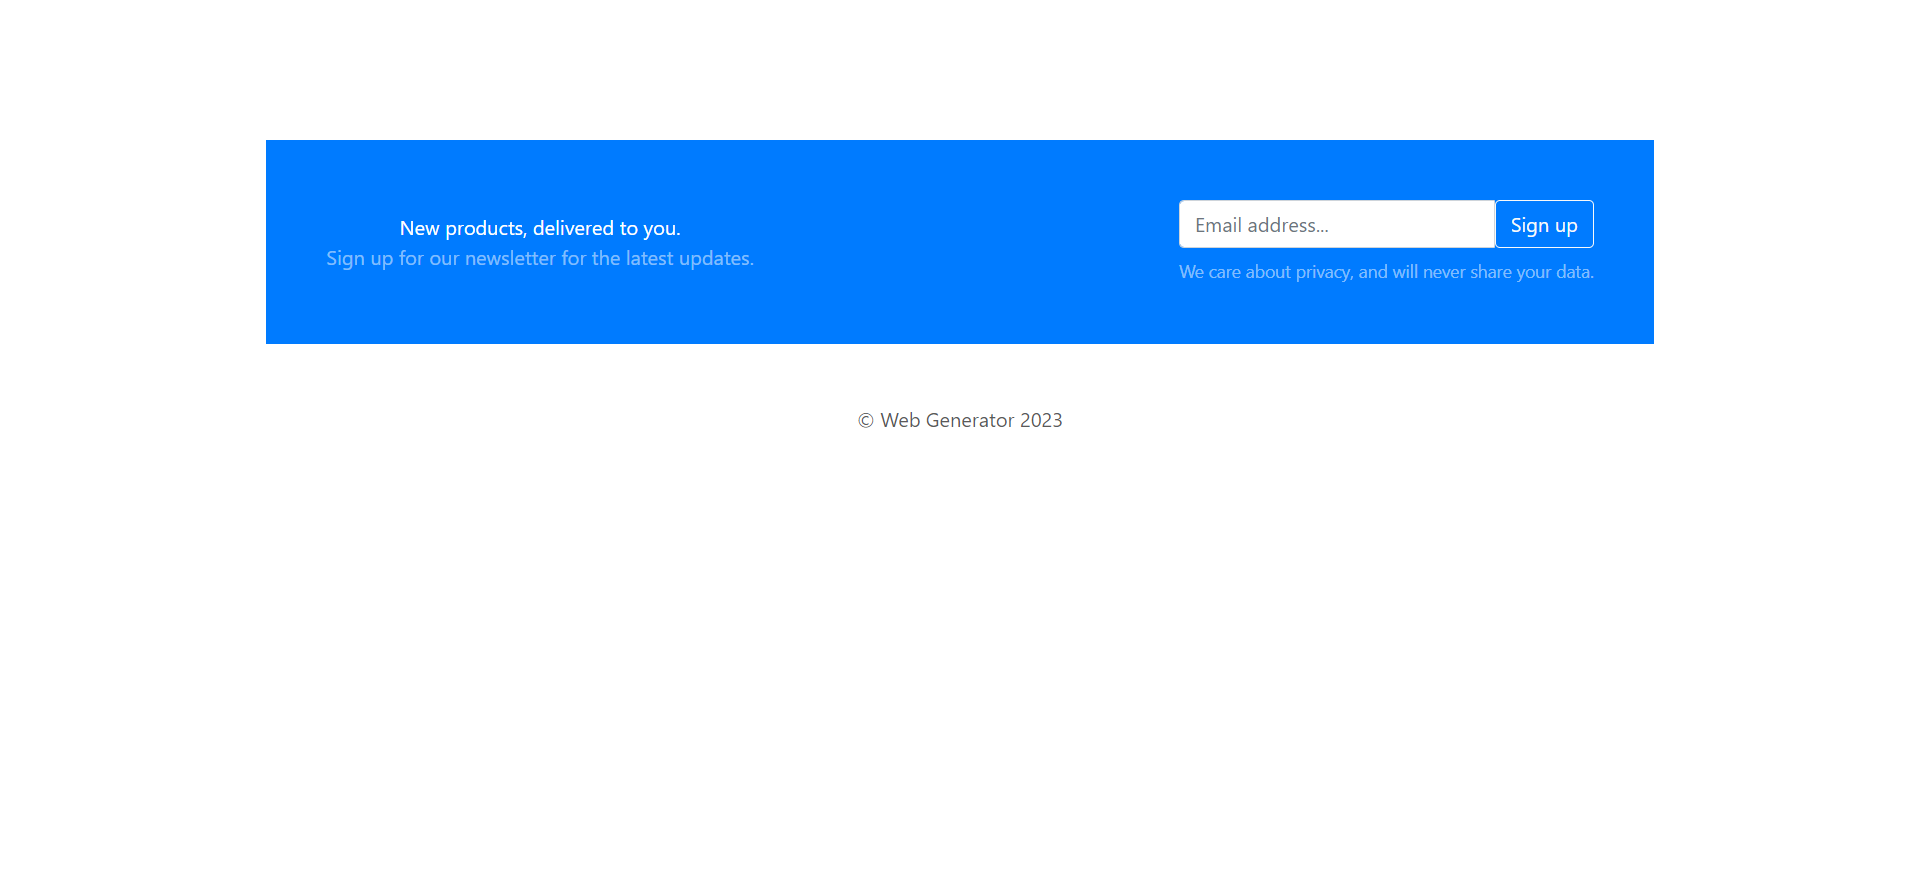 New products, delivered to you.
Sign up for our newsletter for the latest updates.
Email address...
Sign up
We care about privacy, and will never share your data.
© Web Generator 2023